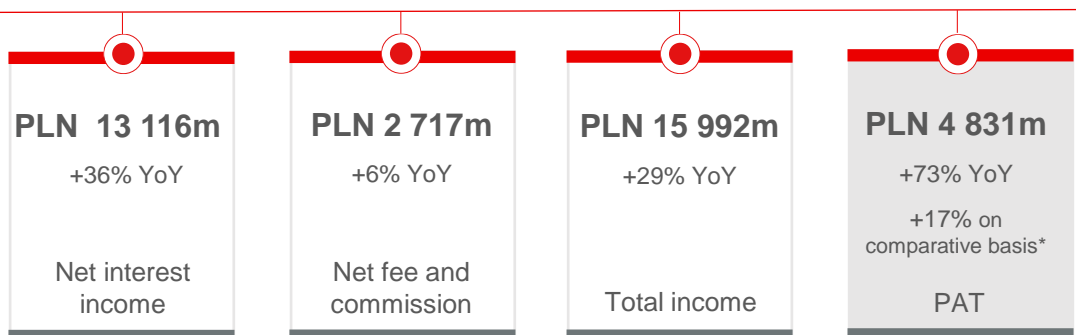 PLN 13 116m
+36% YoY
Net interest
income
PLN 2 717m
+6% YoY
Net fee and
commission
PLN 15 992m
+29% YoY
Total income
PLN 4 831m
+73% YoY
+17% on
comparative basis*
PAT